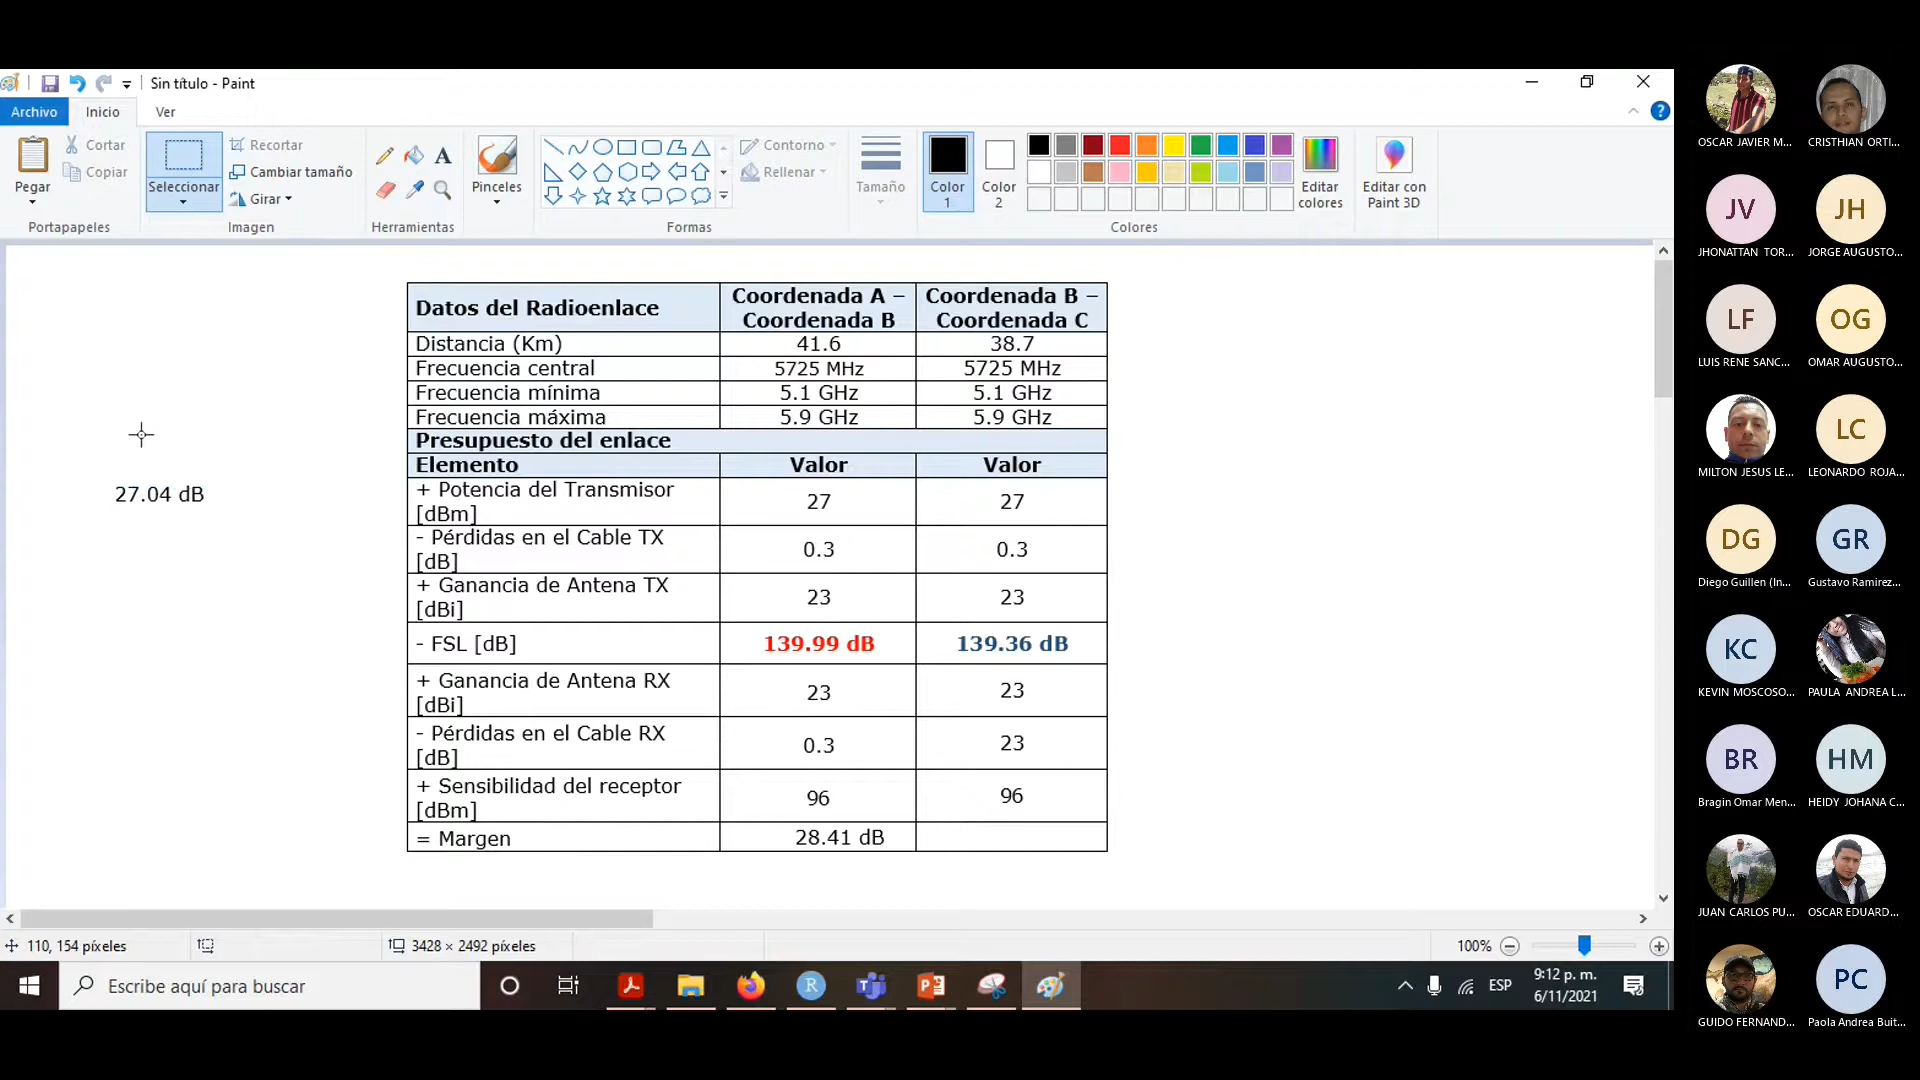 Sin título - Paint
Archivo
Inicio
Ver
Pegar
Cortar
Copiar
Portapapeles
Seleccionar
Recortar
Cambiar tamaño
Girar
Imagen
A
Herramientas
Pinceles
Contorno
Rellenar
Formas
Tamaño
Color 1
Color 2
Editar colores
Colores
Editar con Paint 3D
27.04 dB
Datos del Radioenlace
Coordenada A – Coordenada B
Coordenada B – Coordenada C
Distancia (Km) 41.6 38.7
Frecuencia central 5725 MHz 5725 MHz
Frecuencia mínima 5.1 GHz 5.1 GHz
Frecuencia máxima 5.9 GHz 5.9 GHz
Presupuesto del enlace
Elemento Valor Valor
+ Potencia del Transmisor [dBm] 27 27
- Pérdidas en el Cable TX [dB] 0.3 0.3
+ Ganancia de Antena TX [dBi] 23 23
- FSL [dB] 139.99 dB 139.36 dB
+ Ganancia de Antena RX [dBi] 23 23
- Pérdidas en el Cable RX [dB] 0.3 23
+ Sensibilidad del receptor [dBm] 96 96
= Margen 28.41 dB
110, 154 píxeles
3428 × 2492 píxeles
100%
Escribe aquí para buscar
ESP
9:12 p. m.
6/11/2021
OSCAR JAVIER M...
CRISTHIAN ORTI...
JV
JHONATTAN TOR...
JH
JORGE AUGUSTO...
LF
LUIS RENE SANC...
OG
OMAR AUGUSTO...
MILTON JESUS LE...
LC
LEONARDO ROJA...
DG
Diego Guillen (In...
GR
Gustavo Ramirez...
KC
KEVIN MOSCOSO...
PAULA ANDREA L...
BR
Bragin Omar Men...
HM
HEIDY JOHANA C...
JUAN CARLOS PU...
OSCAR EDUARD...
GUIDO FERNAND...
PC
Paola Andrea Buit...